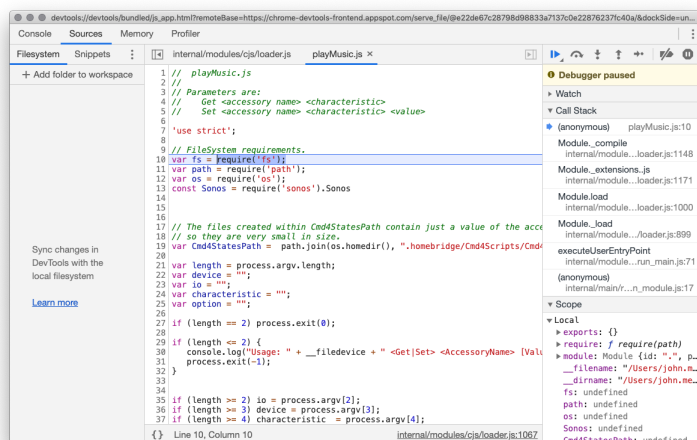 devtools://devtools/bundled/js_app.html?remoteBase=https://chrome-devtools-frontend.appspot.com/serve_file/@e22de67c28798d98833a7137c0e22876237fc40a/&dockSide=un...
Console Sources Memory Profiler
Filesystem Snippets
internal/modules/cjs/loader.js playMusic.js ×
+ Add folder to workspace
Sync changes in
DevTools with the
local filesystem
Learn more
1 // playMusic.js
2 //
3 // Parameters are:
4 // Get <accessory name> <characteristic>
5 // Set <accessory name> <characteristic> <value>
6
7 'use strict';
8
9 // FileSystem requirements.
10 var fs = require('fs');
11 var path = require('path');
12 var os = require('os');
13 const Sonos = require('sonos').Sonos
14
15
16
17 // The files created within Cmd4StatesPath contain just a value of the acce
18 // so they are very small in size.
19 var Cmd4StatesPath = path.join(os.homedir(), ".homebridge/Cmd4Scripts/Cmd4
20
21 var length = process.argv.length;
22 var device = "";
23 var io = "";
24 var characteristic = "";
25 var option = "";
26
27 if (length == 2) process.exit(0);
28
29 if (length <= 2) {
30 console.log("Usage: " + __filedevice + " <Get|Set> <AccessoryName> [Valu
31 process.exit(-1);
32 }
33
34
35 if (length >= 2) io = process.argv[2];
36 if (length >= 3) device = process.argv[3];
37 if (length >= 4) characteristic = process.argv[4];
{} Line 10, Column 10 internal/modules/cjs/loader.js:1067
Debugger paused
Watch
Call Stack
(anonymous) playMusic.js:10
Module._compile
internal/module...loader.js:1148
Module._extensions..js
internal/module...loader.js:1171
Module.load
internal/module...loader.js:1000
Module._load
internal/module...s/loader.js:899
executeUserEntryPoint
internal/module...run_main.js:71
(anonymous)
internal/main/r...n_module.js:17
Scope
Local
exports: {}
require: ƒ require(path)
module: Module {id: ".", p…
__filename: "/Users/john.m…
__dirname: "/Users/john.me…
fs: undefined
path: undefined
os: undefined
Sonos: undefined
Cmd4StatesPath: undefined